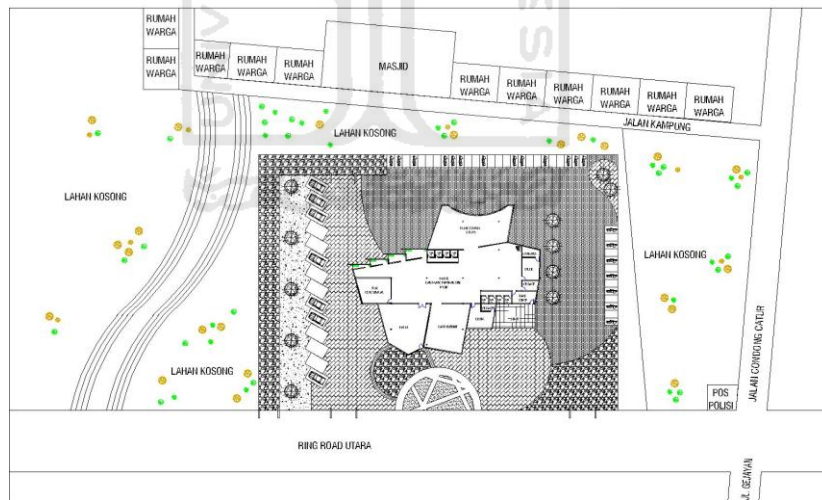 RUMAH
WARGA
RUMAH
WARGA
RUMAH
WARGA
RUMAH
WARGA
RUMAH
WARGA
MASJID
RUMAH
WARGA
RUMAH
WARGA
RUMAH
WARGA
RUMAH
WARGA
RUMAH
WARGA
RUMAH
WARGA
JALAN KAMPUNG
LAHAN KOSONG
LAHAN KOSONG
LAHAN KOSONG
LAHAN KOSONG
POS
POLISI
JALAN CONDONG CATUR
RING ROAD UTARA
JL. GEJAYAN